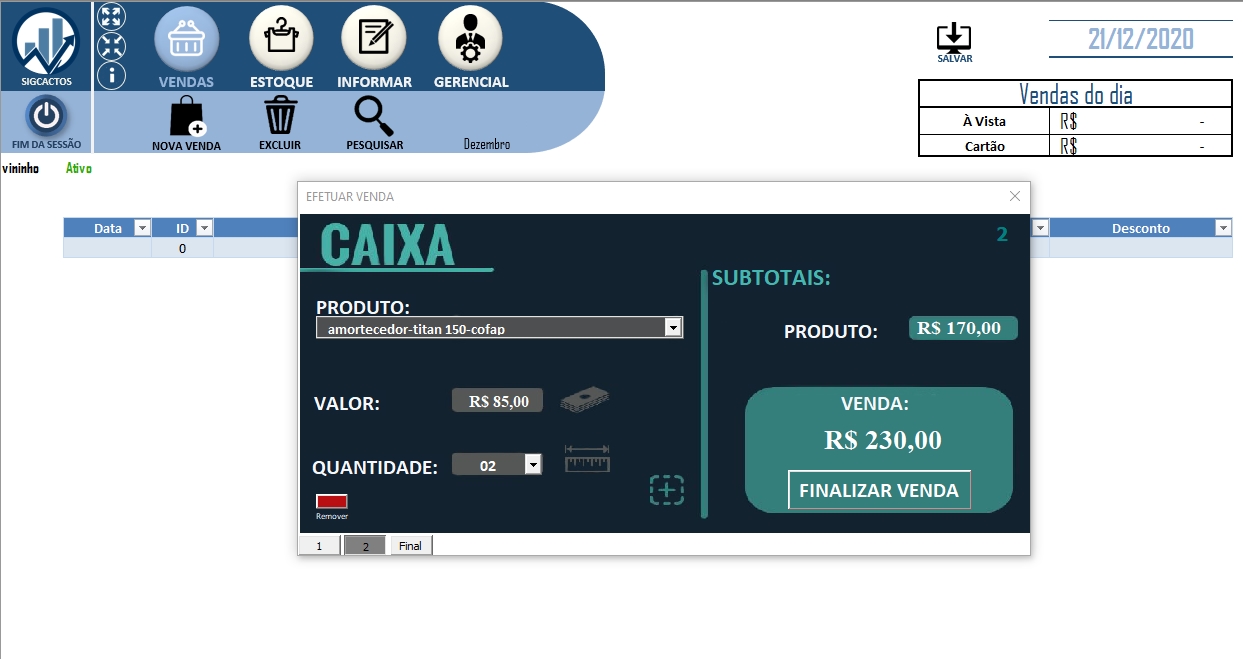 SIGCACTOS
VENDAS
ESTOQUE
INFORMAR
GERENCIAL
SALVAR
21/12/2020
FIM DA SESSÃO
NOVA VENDA
EXCLUIR
PESQUISAR
Dezembro
Vendas do dia
À Vista R$ -
Cartão R$ -
vininho Ativo
Data ID Desconto
0
EFETUAR VENDA
CAIXA
2
PRODUTO:
amortecedor-titan 150-cofap
VALOR: R$ 85,00
QUANTIDADE: 02
Remover
SUBTOTAIS:
PRODUTO: R$ 170,00
VENDA:
R$ 230,00
FINALIZAR VENDA
1 2 Final